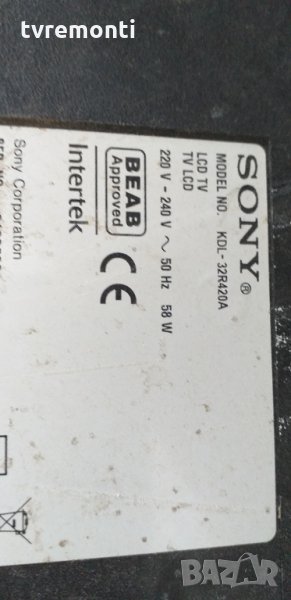 tvremonti
SONY®
MODEL NO. KDL-32R420A
LCD TV
TV LCD
220 V - 240 V ~ 50 Hz 58 W
BEAB
Approved
CE
Intertek
Sony Corporation
BAZAR